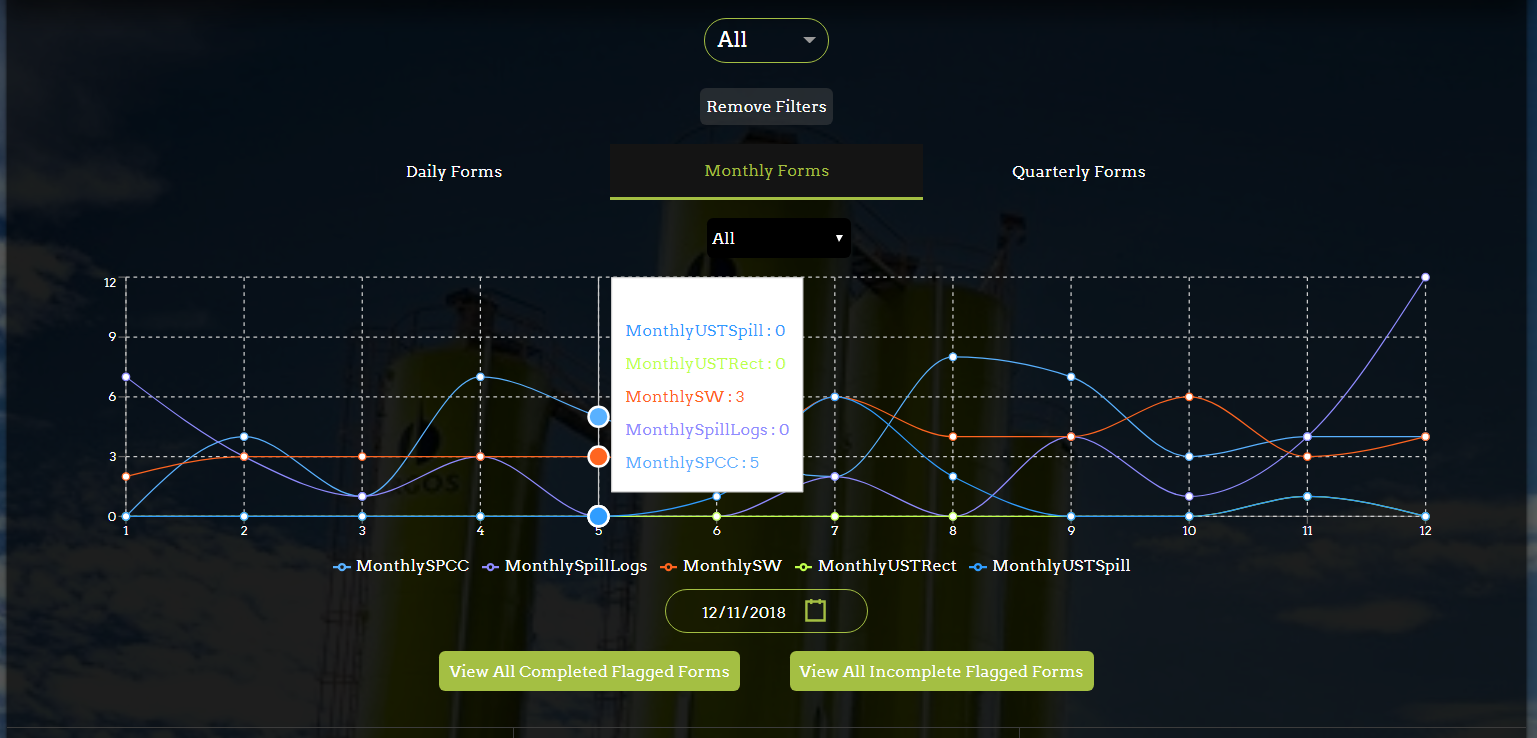 All
Remove Filters
Daily Forms Monthly Forms Quarterly Forms
All
12
9
6
3
0
MonthlyUSTSpill : 0
MonthlyUSTRect : 0
MonthlySW : 3
MonthlySpillLogs : 0
MonthlySPCC : 5
1 2 3 4 5 6 7 8 9 10 11 12
MonthlySPCC MonthlySpillLogs MonthlySW MonthlyUSTRect MonthlyUSTSpill
12/11/2018
View All Completed Flagged Forms View All Incomplete Flagged Forms